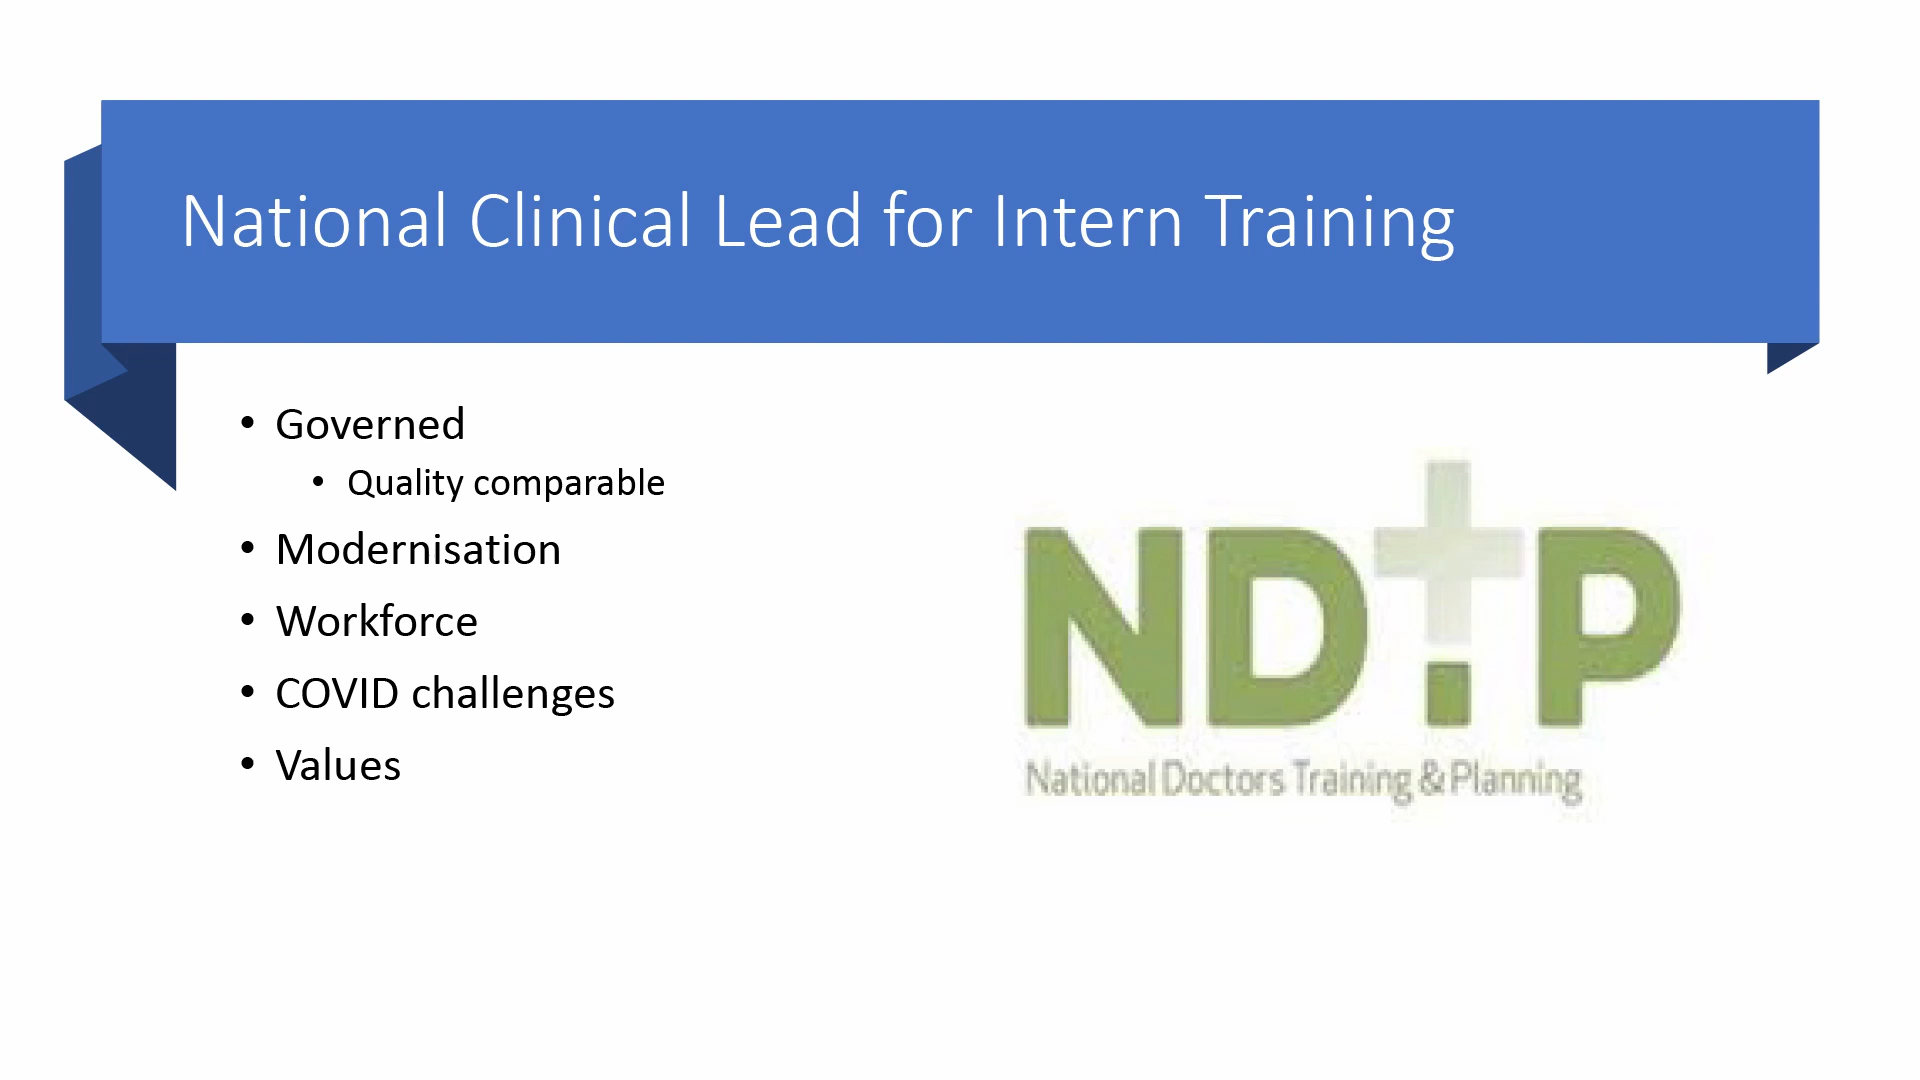 National Clinical Lead for Intern Training
• Governed
• Quality comparable
• Modernisation
• Workforce
• COVID challenges
• Values
NDTP
National Doctors Training & Planning